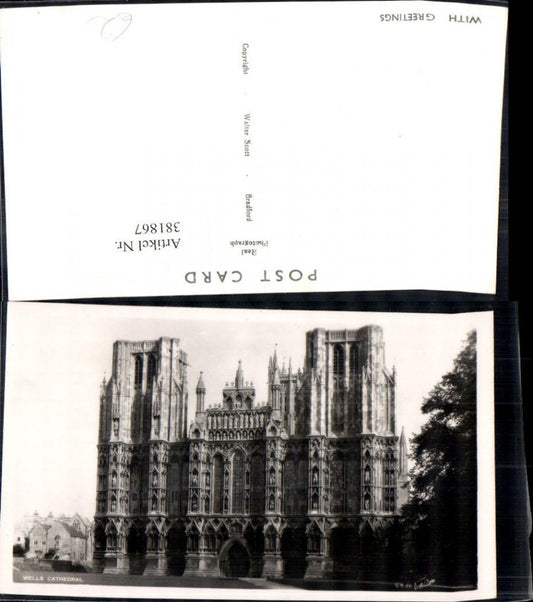 WITH GREETINGS
Copyright · Walter Scott · Bradford
Real
Photograph
Artikel Nr.
381867
POST CARD
WELLS CATHEDRAL